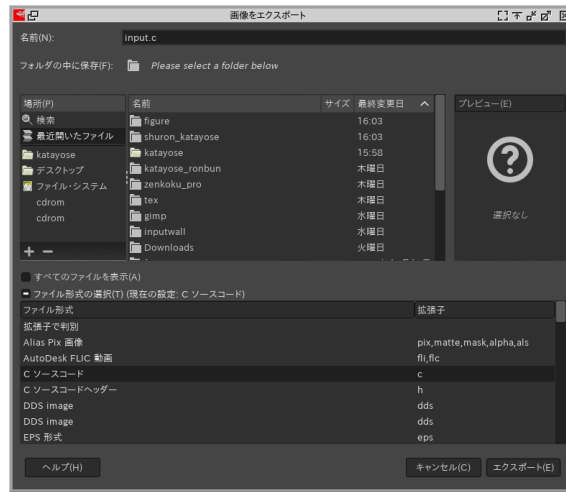 画像をエクスポート
名前(N): input.c
フォルダの中に保存(F): Please select a folder below
場所(P) 名前 サイズ 最終変更日 プレビュー(E)
検索 figure 16:03
最近開いたファイル shuron_katayose 16:03
katayose katayose 15:58
デスクトップ katayose_ronbun 木曜日
ファイル・システム zenkoku_pro 木曜日
cdrom tex 木曜日
cdrom gimp 水曜日
選択なし
inputwall 水曜日
Downloads 火曜日
すべてのファイルを表示(A)
ファイル形式の選択(T) (現在の設定: C ソースコード)
ファイル形式 拡張子
拡張子で判別
Alias Pix 画像 pix,matte,mask,alpha,als
AutoDesk FLIC 動画 fli,flc
C ソースコード c
C ソースコードヘッダー h
DDS image dds
DDS image dds
EPS 形式 eps
ヘルプ(H) キャンセル(C) エクスポート(E)